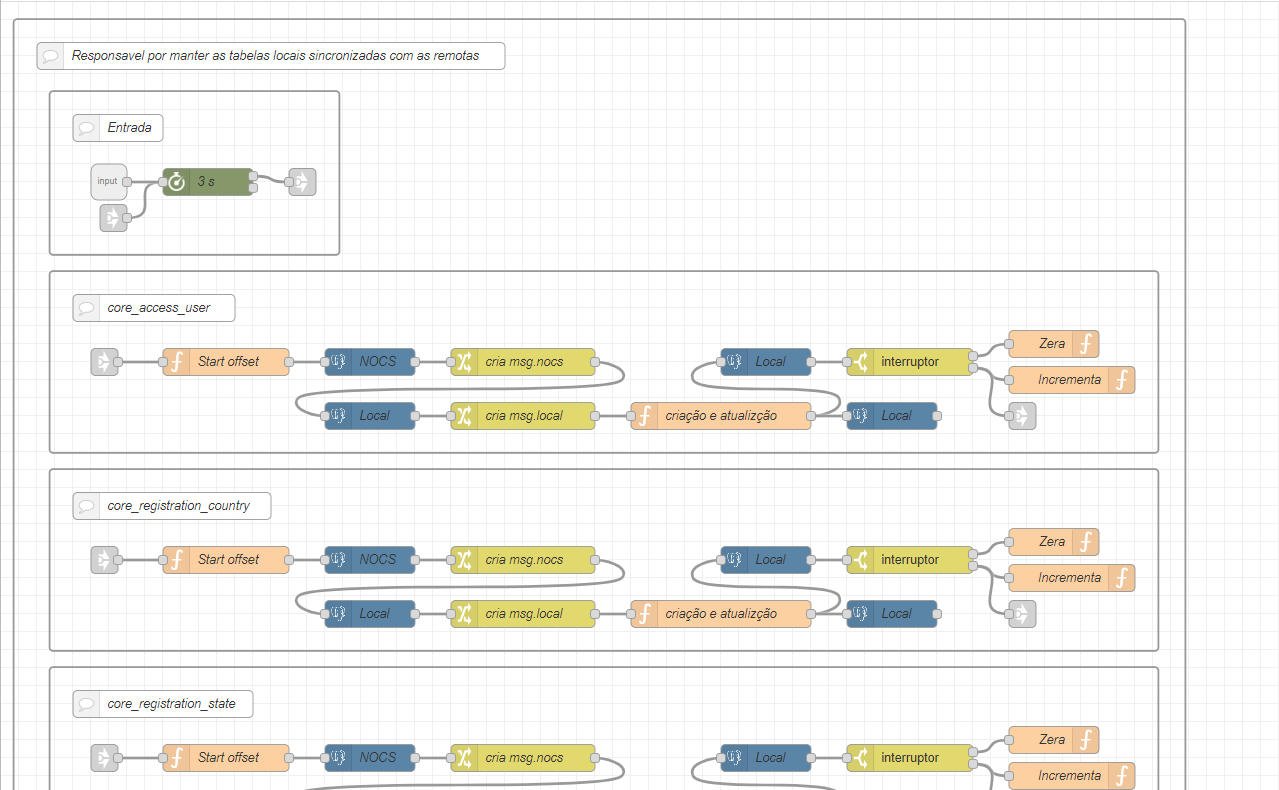 Responsavel por manter as tabelas locais sincronizadas com as remotas
Entrada
input
3 s
core_access_user
Start offset
NOCS
cria msg.nocs
Local
interruptor
Zera
Incrementa
Local
cria msg.local
criação e atualizção
Local
core_registration_country
Start offset
NOCS
cria msg.nocs
Local
interruptor
Zera
Incrementa
Local
cria msg.local
criação e atualizção
Local
core_registration_state
Start offset
NOCS
cria msg.nocs
Local
interruptor
Zera
Incrementa